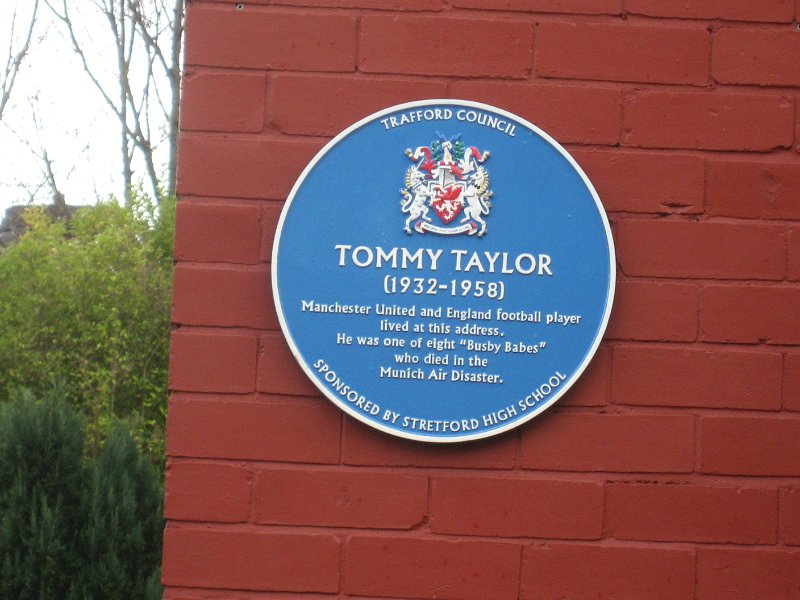 TRAFFORD COUNCIL
TOMMY TAYLOR
(1932-1958)
Manchester United and England football player
lived at this address.
He was one of eight "Busby Babes"
who died in the
Munich Air Disaster.
SPONSORED BY STRETFORD HIGH SCHOOL